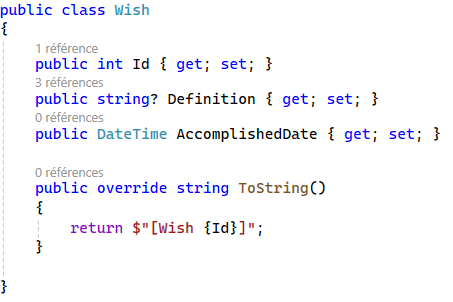 public class Wish
{
1 référence
public int Id { get; set; }
3 références
public string? Definition { get; set; }
0 références
public DateTime AccomplishedDate { get; set; }
0 références
public override string ToString()
{
return $"[Wish {Id}]";
}
}